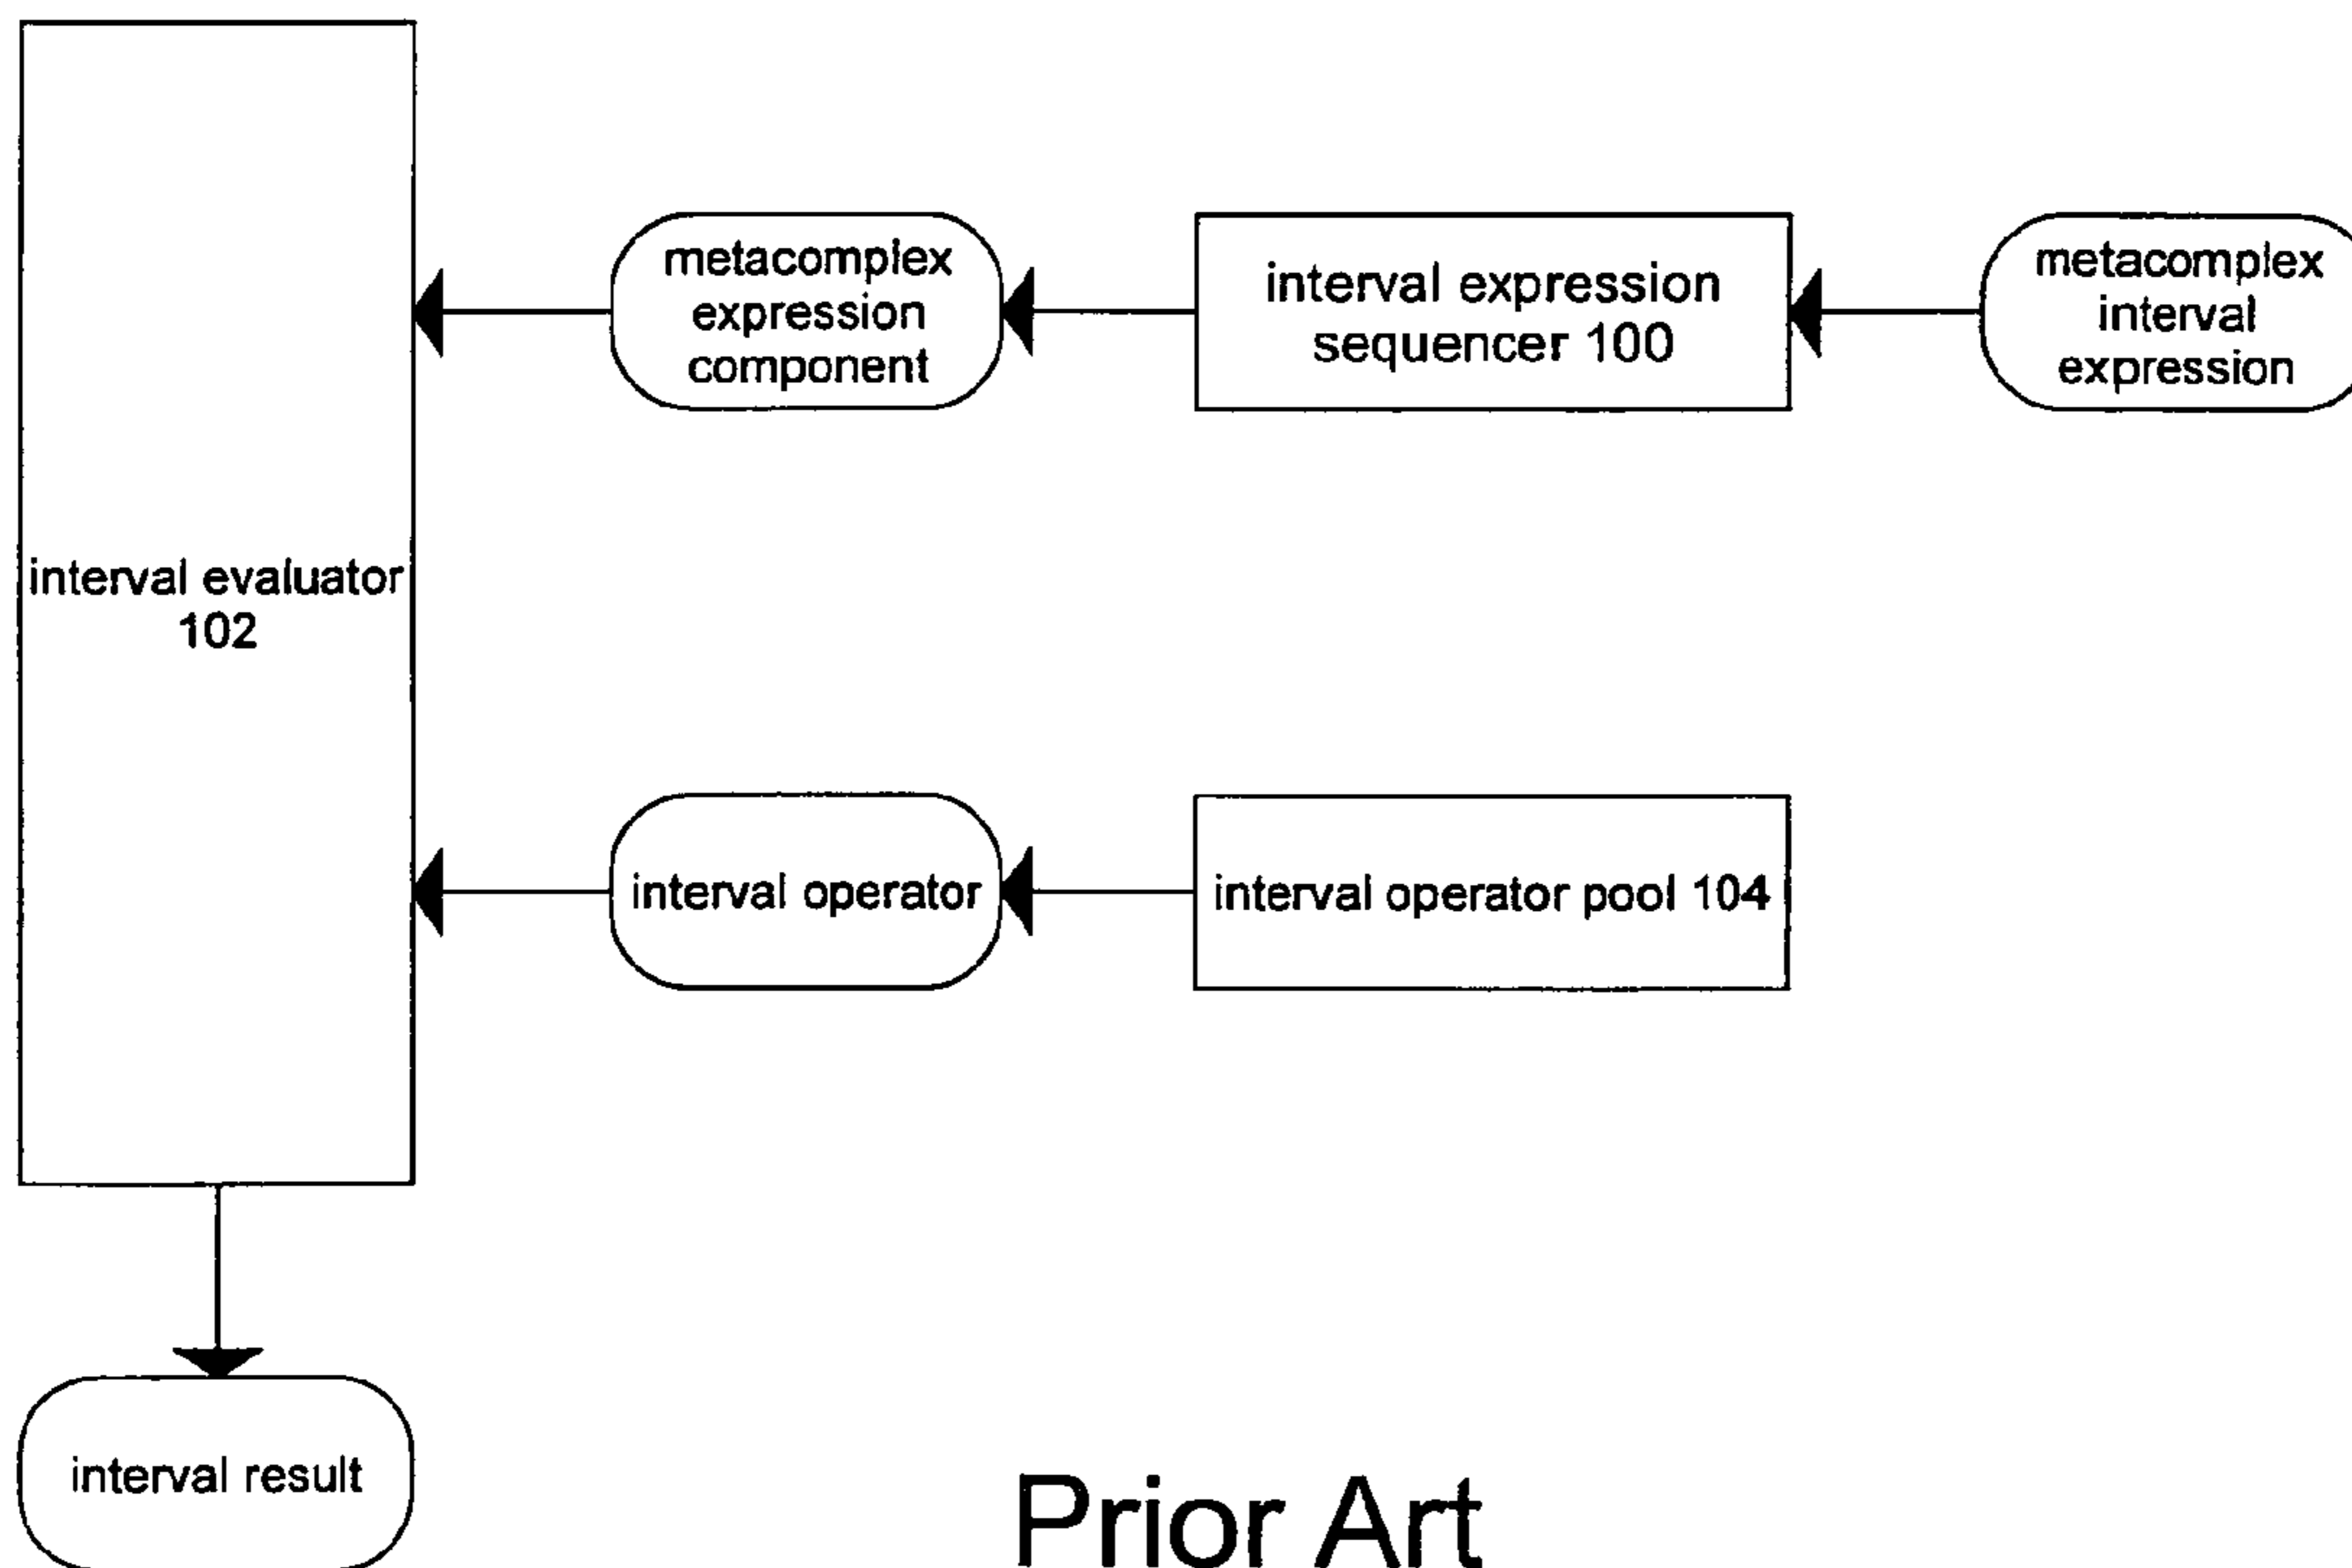 metacomplex
expression
component
interval expression
sequencer 100
metacomplex
interval
expression
interval evaluator
102
interval operator
interval operator pool 104
interval result
Prior Art